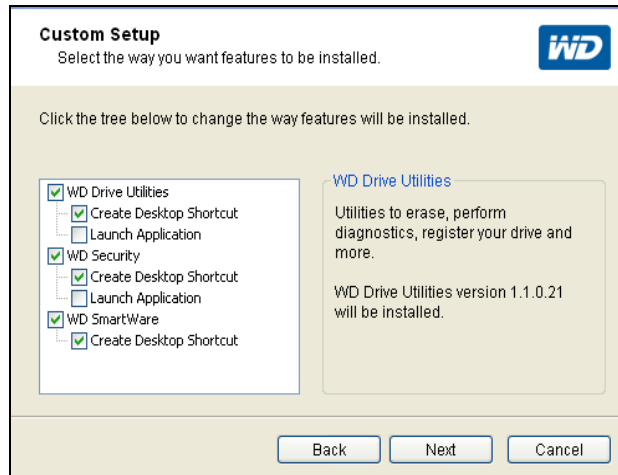 Custom Setup
Select the way you want features to be installed.
WD
Click the tree below to change the way features will be installed.
WD Drive Utilities
Create Desktop Shortcut
Launch Application
WD Security
Create Desktop Shortcut
Launch Application
WD SmartWare
Create Desktop Shortcut
WD Drive Utilities
Utilities to erase, perform
diagnostics, register your drive and
more.
WD Drive Utilities version 1.1.0.21
will be installed.
Back
Next
Cancel